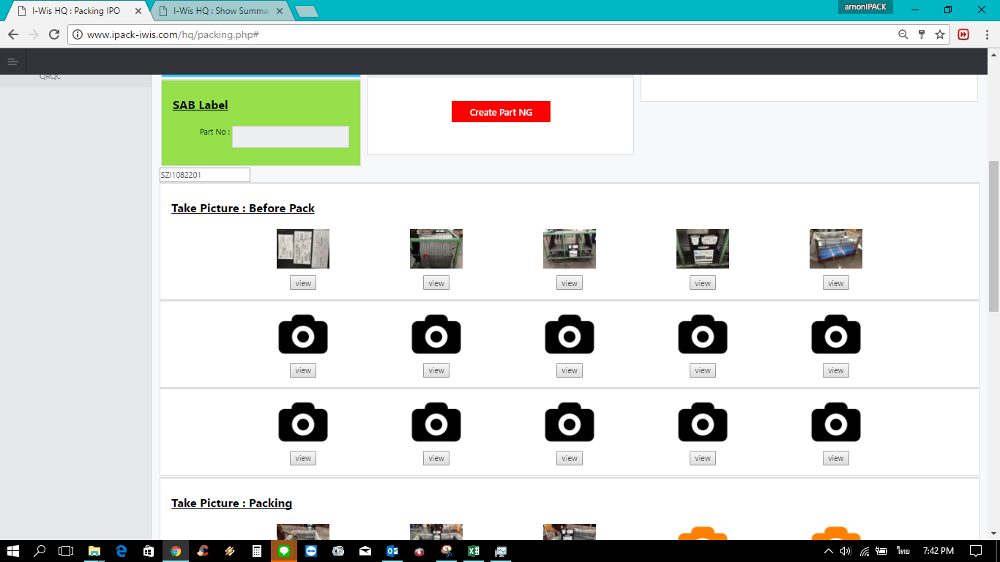 I-Wis HQ : Packing IPO
I-Wis HQ : Show Summar
arnonIPACK
www.ipack-iwis.com/hq/packing.php#
QRQC
SAB Label
Part No :
Create Part NG
SZI1082201
Take Picture : Before Pack
view view view view view
view view view view view
view view view view view
Take Picture : Packing
ไทย
7:42 PM